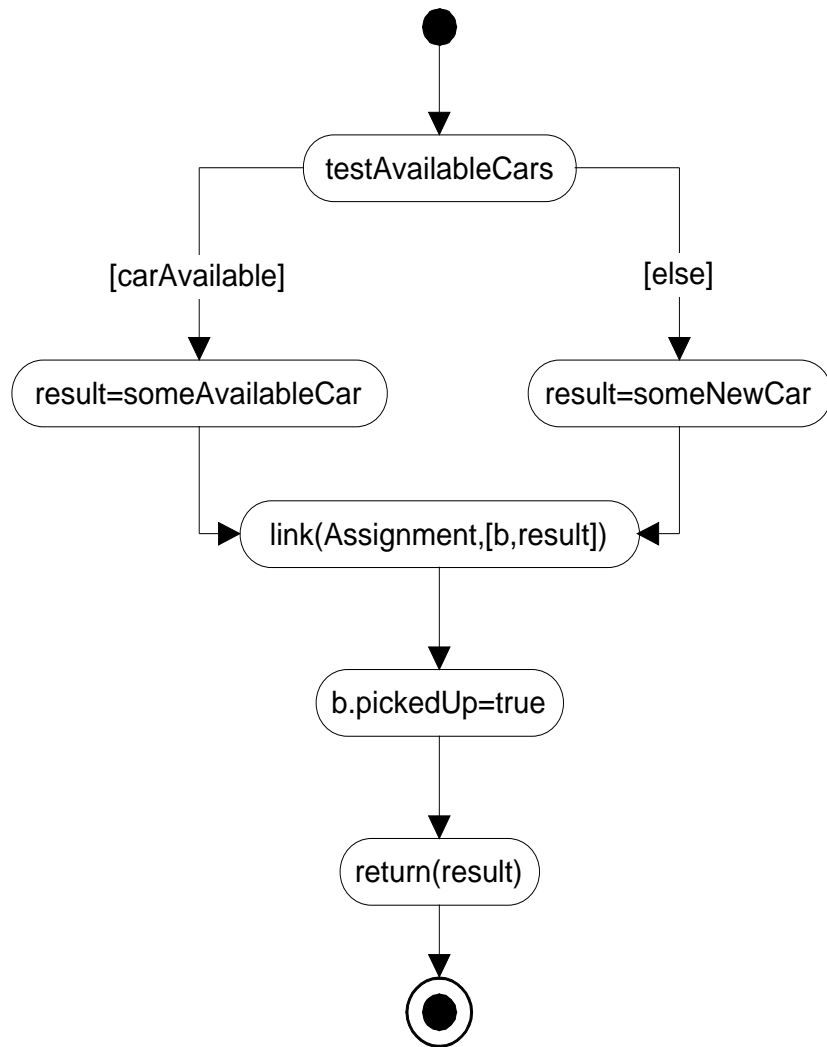 testAvailableCars
[carAvailable]
[else]
result=someAvailableCar
result=someNewCar
link(Assignment,[b,result])
b.pickedUp=true
return(result)